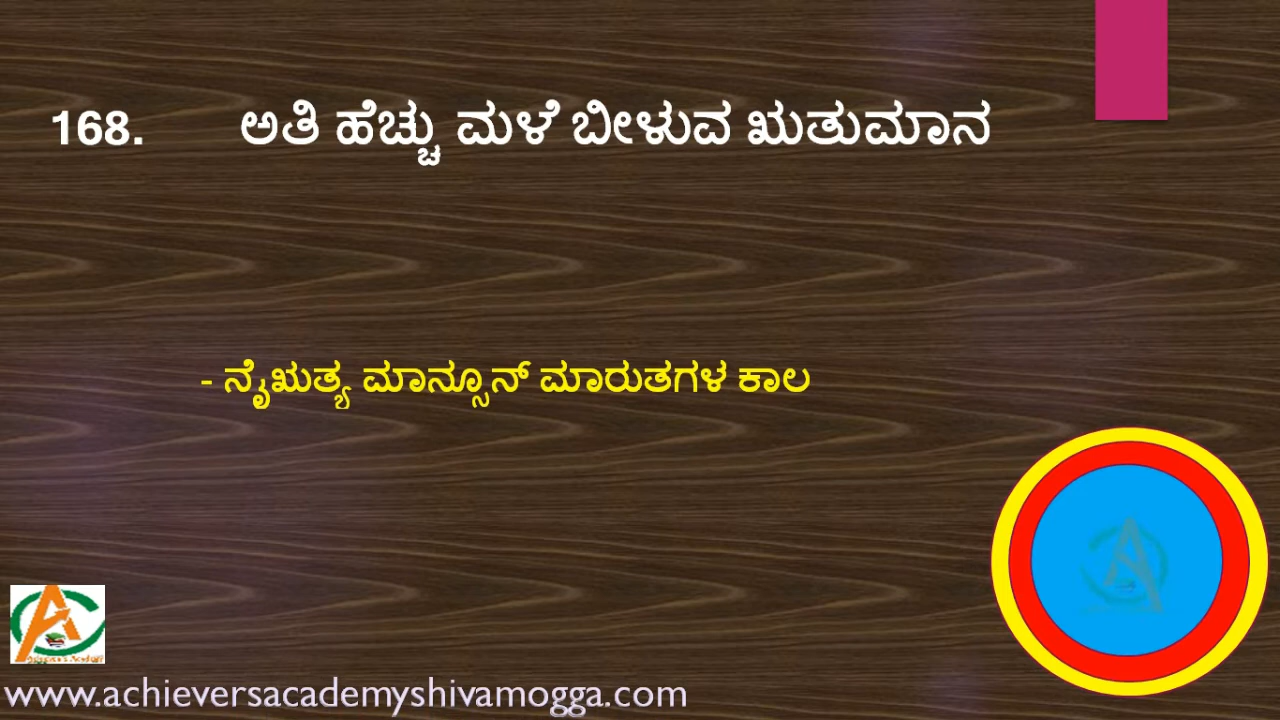 168. ಅತಿ ಹೆಚ್ಚು ಮಳೆ ಬೀಳುವ ಋತುಮಾನ
- ನೈಋತ್ಯ ಮಾನ್ಸೂನ್ ಮಾರುತಗಳ ಕಾಲ
www.achieversacademyshivamogga.com